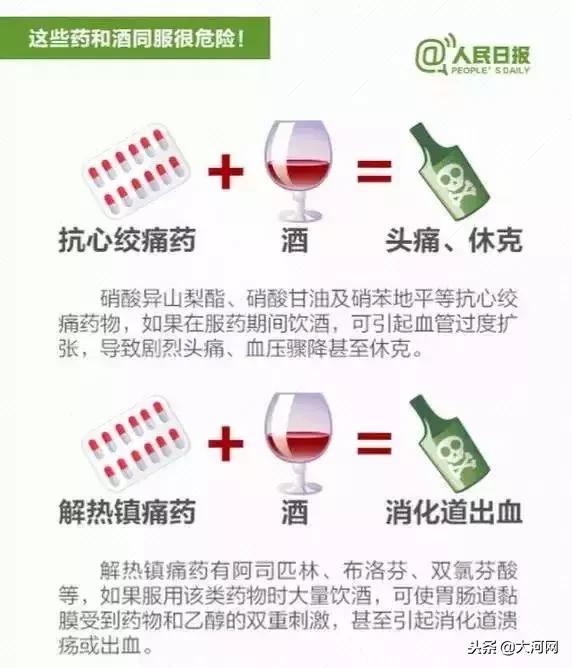 这些药和酒同服很危险！
@人民日报
PEOPLE'S DAILY
抗心绞痛药
酒
头痛、休克
硝酸异山梨酯、硝酸甘油及硝苯地平等抗心绞
痛药物，如果在服药期间饮酒，可引起血管过度扩
张，导致剧烈头痛、血压骤降甚至休克。
解热镇痛药
酒
消化道出血
解热镇痛药有阿司匹林、布洛芬、双氯芬酸
等，如果服用该类药物时大量饮酒，可使胃肠道黏
膜受到药物和乙醇的双重刺激，甚至引起消化道溃
疡或出血。
头条@大河网